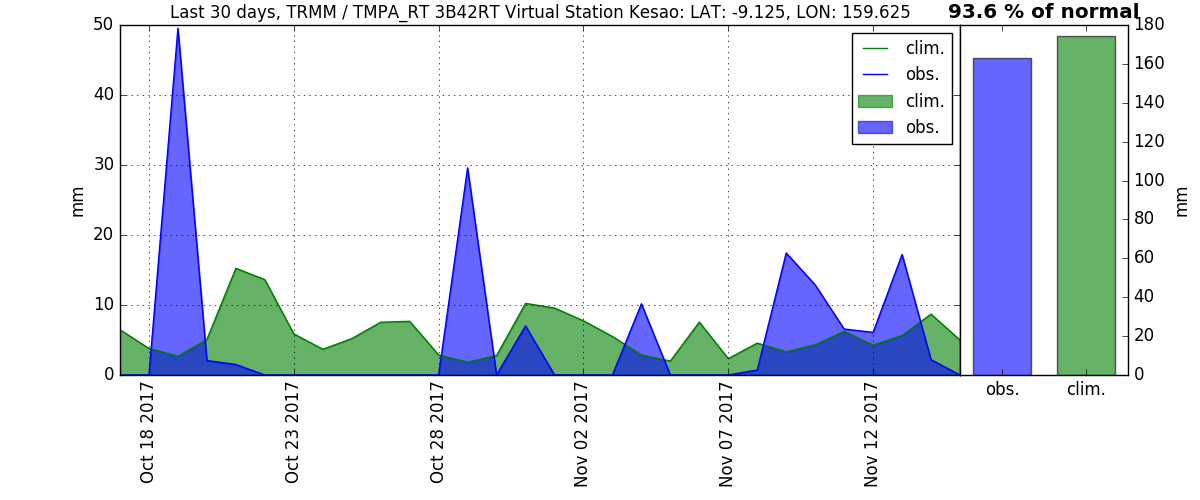 Last 30 days, TRMM / TMPA_RT 3B42RT Virtual Station Kesao: LAT: -9.125, LON: 159.625
93.6 % of normal
50
40
30
20
10
0
mm
clim.
obs.
clim.
obs.
180
160
140
120
100
80
60
40
20
0
mm
obs.
clim.
Oct 18 2017
Oct 23 2017
Oct 28 2017
Nov 02 2017
Nov 07 2017
Nov 12 2017